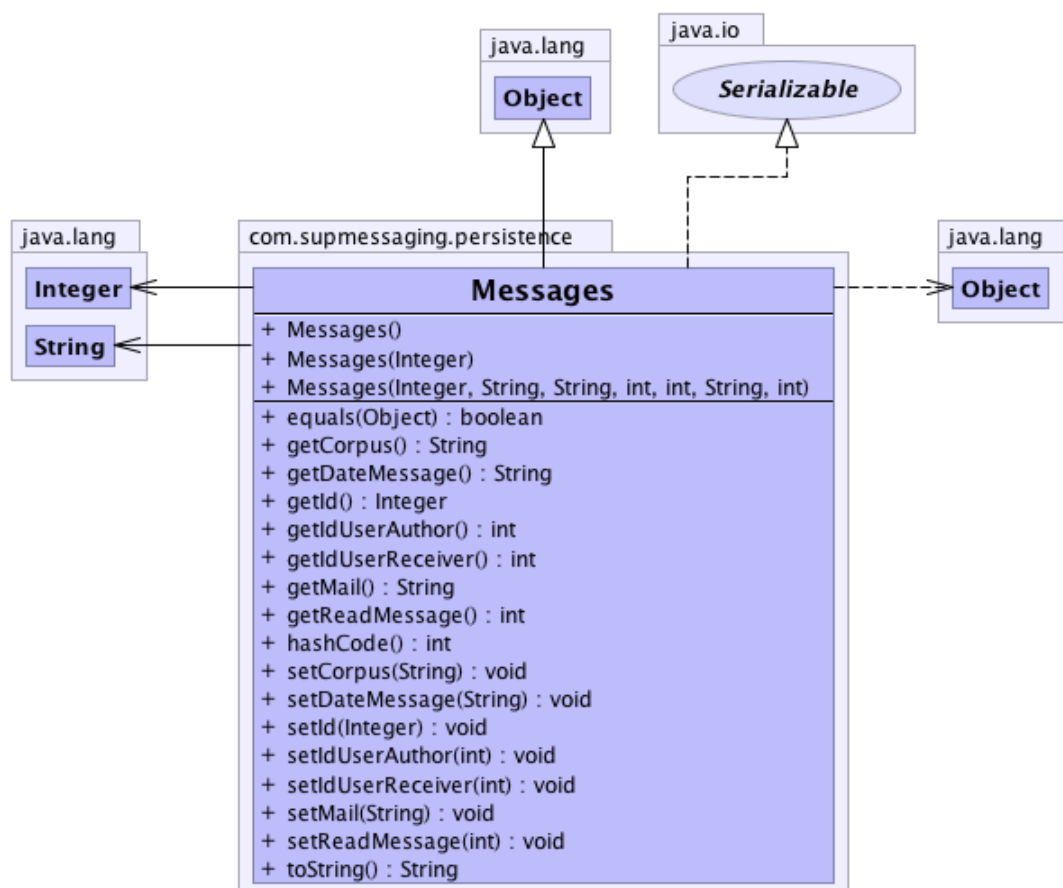 java.lang
Object
java.io
Serializable
java.lang
Integer
String
com.supmessaging.persistence
java.lang
Object
Messages
+ Messages()
+ Messages(Integer)
+ Messages(Integer, String, String, int, int, String, int)
+ equals(Object) : boolean
+ getCorpus() : String
+ getDateMessage() : String
+ getId() : Integer
+ getIdUserAuthor() : int
+ getIdUserReceiver() : int
+ getMail() : String
+ getReadMessage() : int
+ hashCode() : int
+ setCorpus(String) : void
+ setDateMessage(String) : void
+ setId(Integer) : void
+ setIdUserAuthor(int) : void
+ setIdUserReceiver(int) : void
+ setMail(String) : void
+ setReadMessage(int) : void
+ toString() : String